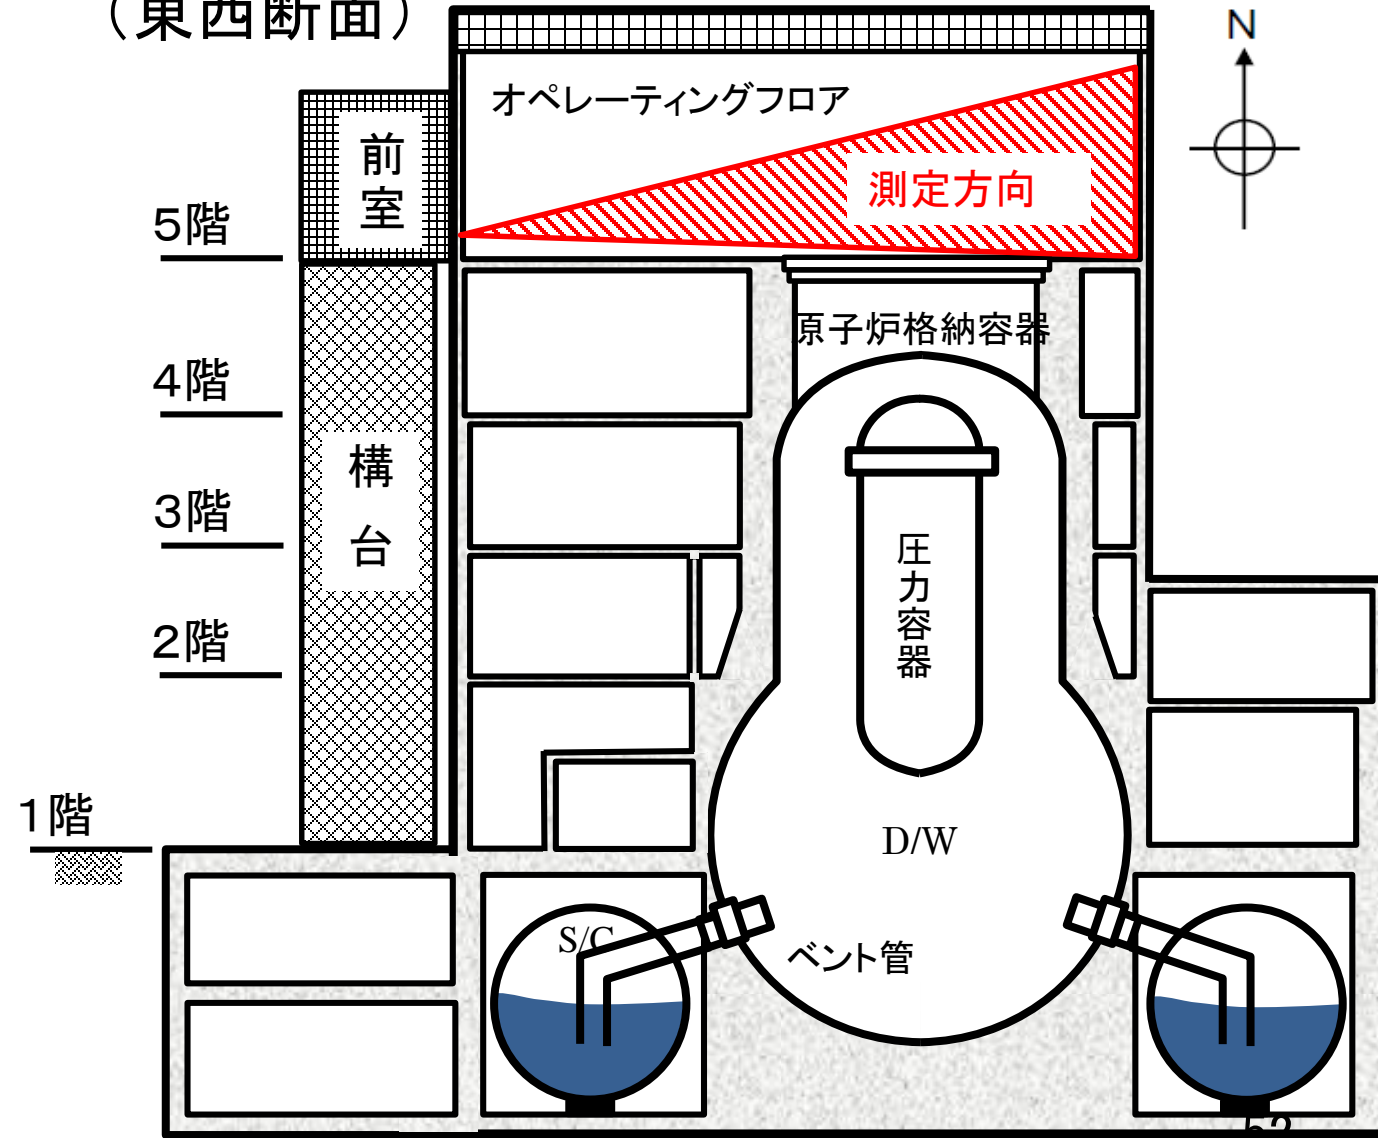 （東西断面）
N
オペレーティングフロア
前室
測定方向
5階
原子炉格納容器
4階
構台
3階
圧力容器
2階
1階
D/W
S/C
ベント管